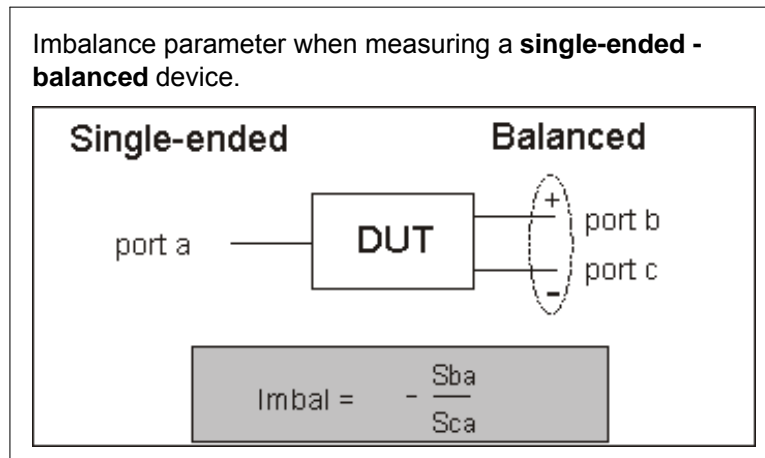 Imbalance parameter when measuring a single-ended -
balanced device.
Single-ended Balanced
port a
DUT
+
port b
port c
-
Imbal = - Sba
Sca